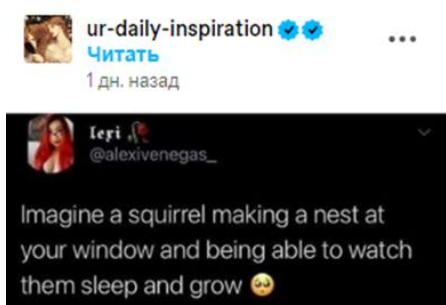 ur-daily-inspiration
Читать
1 дн. назад
lexi 🥀
@alexivenegas_
Imagine a squirrel making a nest at
your window and being able to watch
them sleep and grow 🥺